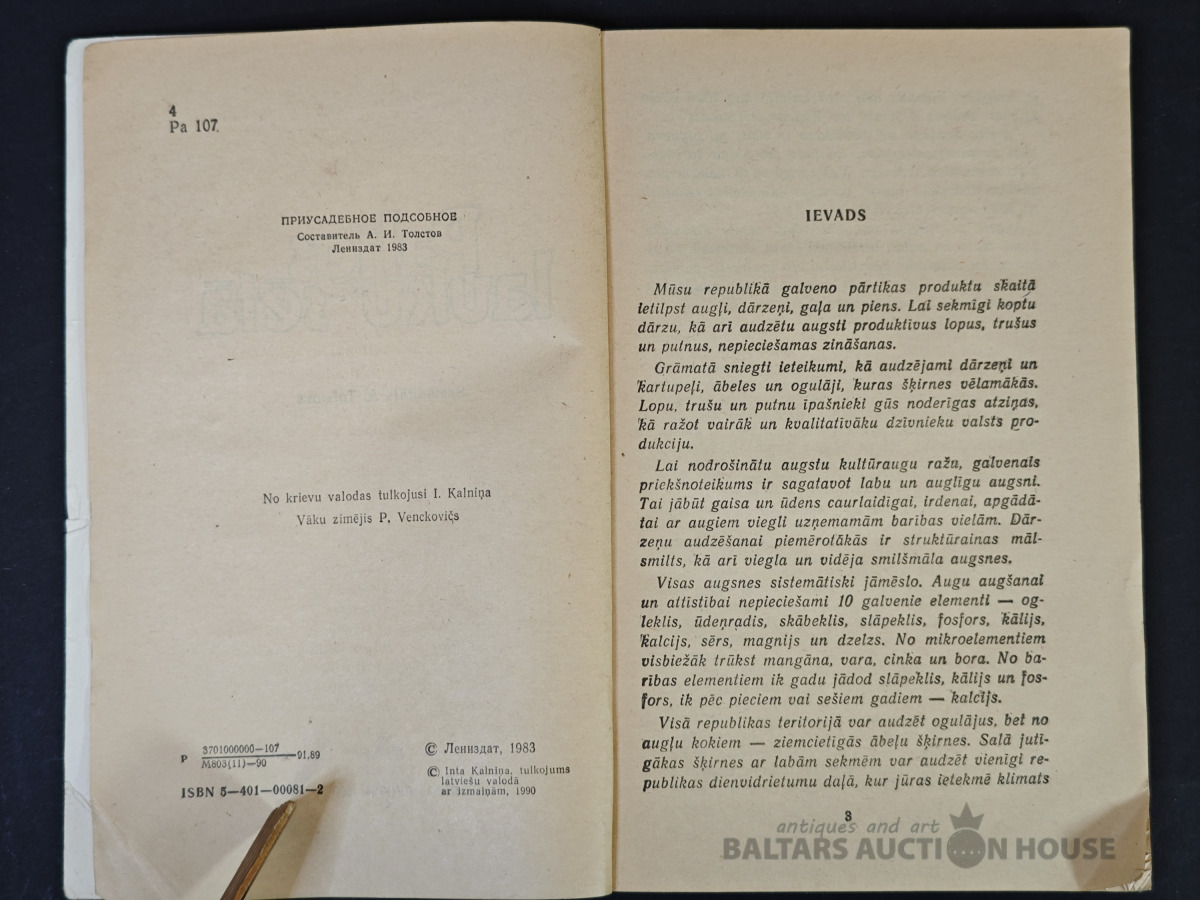 4
Pa 107
ПРИУСАДЕБНОЕ ПОДСОБНОЕ
Составитель А. И. Толстов
Лениздат 1983
No krievu valodas tulkojusi I. Kalniņa
Vāku zīmējis P. Venckovičs
P 3701000000—107
M803(11)—90
—91.89
ISBN 5—401—00081—2
© Лениздат, 1983
© Inta Kalniņa, tulkojums
latviešu valodā
ar izmaiņām, 1990
IEVADS
Mūsu republikā galveno pārtikas produktu skaitā
ietilpst augļi, dārzeņi, gaļa un piens. Lai sekmīgi koptu
dārzu, kā arī audzētu augsti produktīvus lopus, trušus
un putnus, nepieciešamas zināšanas.
Grāmatā sniegti ieteikumi, kā audzējami dārzeņi un
kartupeļi, ābeles un ogulāji, kuras šķirnes vēlamākās.
Lopu, trušu un putnu īpašnieki gūs noderīgas atziņas,
kā ražot vairāk un kvalitatīvāku dzīvnieku valsts pro-
dukciju.
Lai nodrošinātu augstu kultūraugu ražu, galvenais
priekšnoteikums ir sagatavot labu un auglīgu augsni.
Tai jābūt gaisa un ūdens caurlaidīgai, irdenai, apgādā-
tai ar augiem viegli uzņemamām barības vielām. Dār-
zeņu audzēšanai piemērotākās ir struktūrainas māl-
smilts, kā arī viegla un vidēja smilšmāla augsnes.
Visas augsnes sistemātiski jāmēslo. Augu augšanai
un attīstībai nepieciešami 10 galvenie elementi — og-
leklis, ūdeņradis, skābeklis, slāpeklis, fosfors, kālijs,
kalcijs, sērs, magnijs un dzelzs. No mikroelementiem
visbiežāk trūkst mangāna, vara, cinka un bora. No ba-
rības elementiem ik gadu jādod slāpeklis, kālijs un fos-
fors, ik pēc pieciem vai sešiem gadiem — kalcijs.
Visā republikas teritorijā var audzēt ogulājus, bet no
augļu kokiem — ziemcietīgās ābeļu šķirnes. Salā jutī-
gākas šķirnes ar labām sekmēm var audzēt vienīgi re-
publikas dienvidrietumu daļā, kur jūras ietekmē klimats
3
antiques and art
BALTARS AUCTION HOUSE